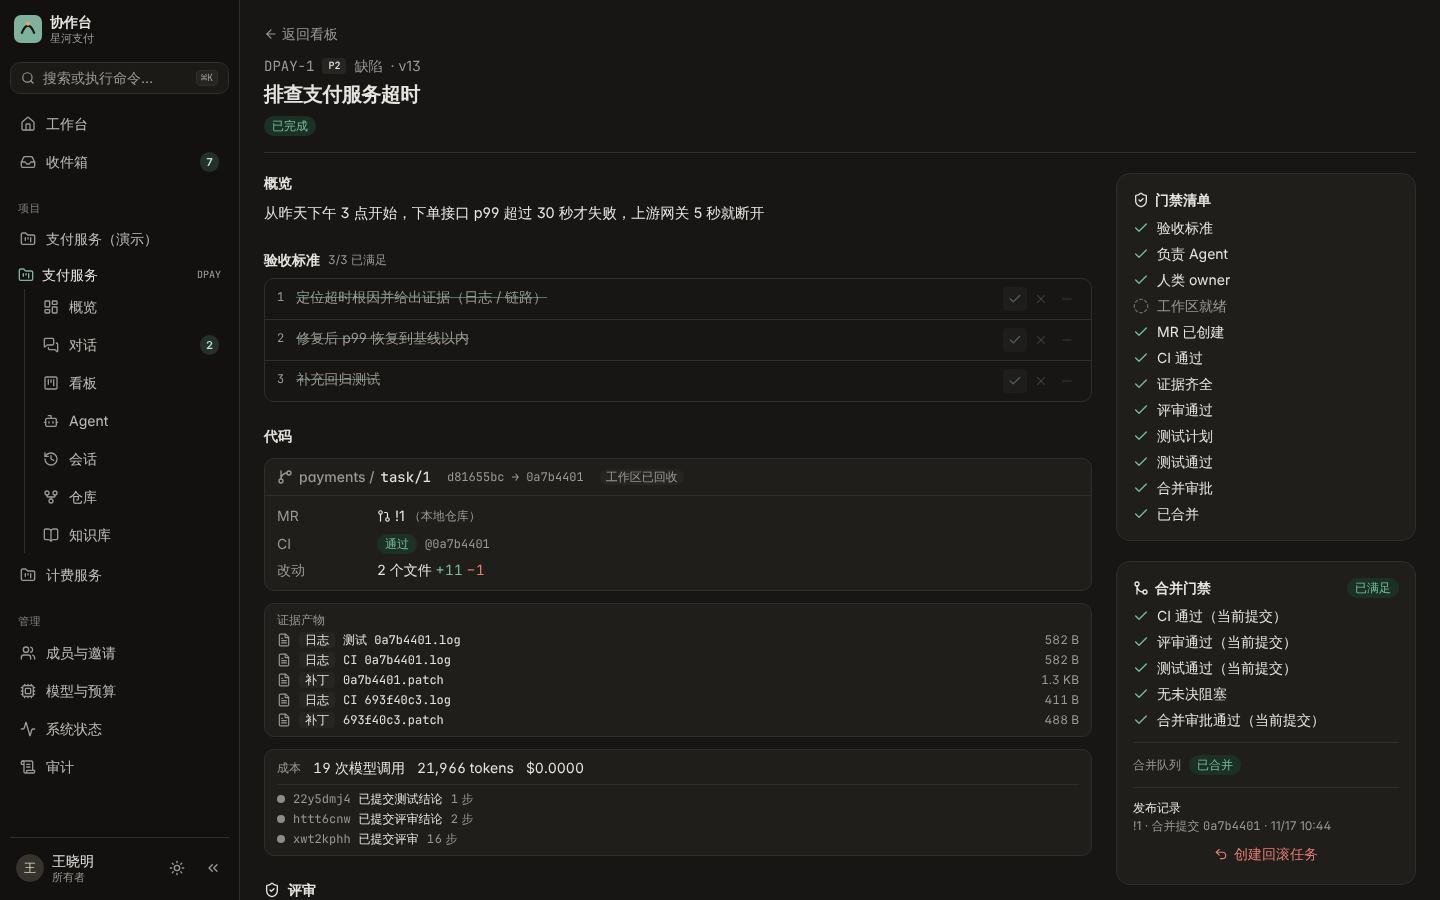 协作台
星河支付
搜索或执行命令... ⌘K
工作台
收件箱 7
项目
支付服务（演示）
支付服务 DPAY
概览
对话 2
看板
Agent
会话
仓库
知识库
计费服务
管理
成员与邀请
模型与预算
系统状态
审计
王 王晓明
所有者
返回看板
DPAY-1 P2 缺陷 · v13
排查支付服务超时
已完成
概览
从昨天下午 3 点开始，下单接口 p99 超过 30 秒才失败，上游网关 5 秒就断开
验收标准 3/3 已满足
1 定位超时根因并给出证据（日志 / 链路）
2 修复后 p99 恢复到基线以内
3 补充回归测试
代码
payments / task/1 d81655bc → 0a7b4401 工作区已回收
MR !1 （本地仓库）
CI 通过 @0a7b4401
改动 2 个文件 +11 −1
证据产物
日志 测试 0a7b4401.log 582 B
日志 CI 0a7b4401.log 582 B
补丁 0a7b4401.patch 1.3 KB
日志 CI 693f40c3.log 411 B
补丁 693f40c3.patch 488 B
成本 19 次模型调用 21,966 tokens $0.0000
22y5dmj4 已提交测试结论 1 步
httt6cnw 已提交评审结论 2 步
xwt2kphh 已提交评审 16 步
评审
门禁清单
验收标准
负责 Agent
人类 owner
工作区就绪
MR 已创建
CI 通过
证据齐全
评审通过
测试计划
测试通过
合并审批
已合并
合并门禁 已满足
CI 通过（当前提交）
评审通过（当前提交）
测试通过（当前提交）
无未决阻塞
合并审批通过（当前提交）
合并队列 已合并
发布记录
!1 · 合并提交 0a7b4401 · 11/17 10:44
创建回滚任务